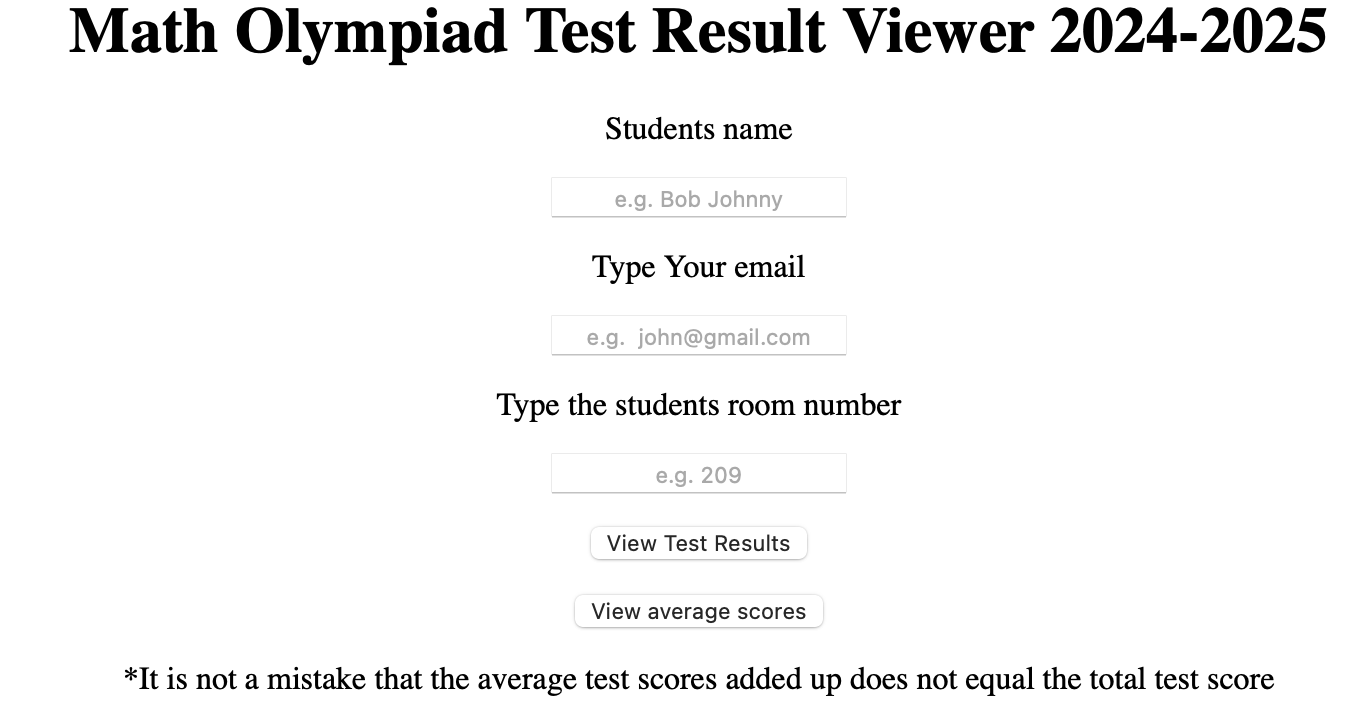 Math Olympiad Test Result Viewer 2024-2025
Students name
e.g. Bob Johnny
Type Your email
e.g.  john@gmail.com
Type the students room number
e.g. 209
View Test Results
View average scores
*It is not a mistake that the average test scores added up does not equal the total test score